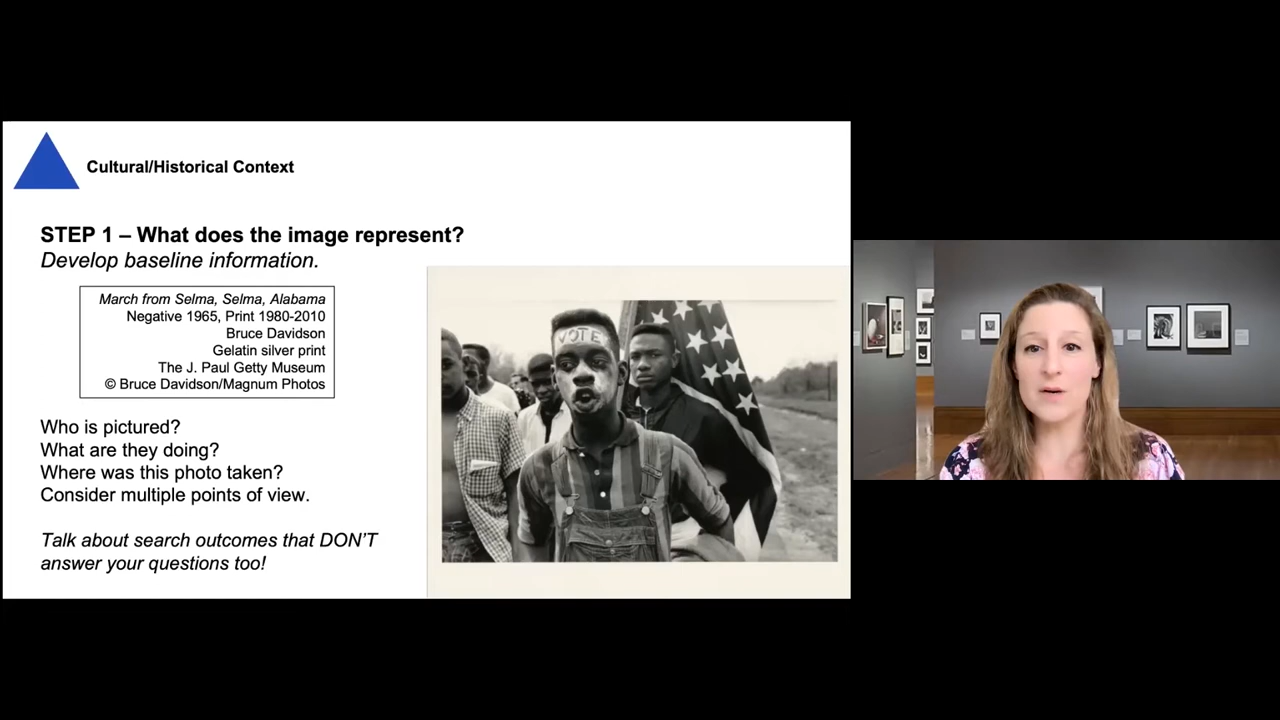 Cultural/Historical Context
STEP 1 – What does the image represent?
Develop baseline information.
March from Selma, Selma, Alabama
Negative 1965, Print 1980-2010
Bruce Davidson
Gelatin silver print
The J. Paul Getty Museum
© Bruce Davidson/Magnum Photos
Who is pictured?
What are they doing?
Where was this photo taken?
Consider multiple points of view.
Talk about search outcomes that DON'T
answer your questions too!
VOTE